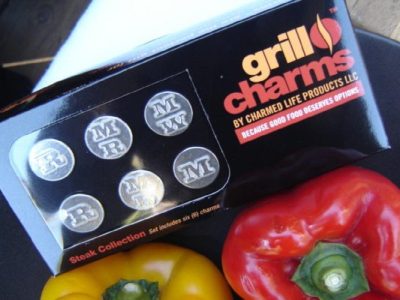 grill
charms
™
BY CHARMED LIFE PRODUCTS LLC
BECAUSE GOOD FOOD DESERVES OPTIONS
R
M
R
M
W
R
M
Steak Collection Set includes six (6) charms